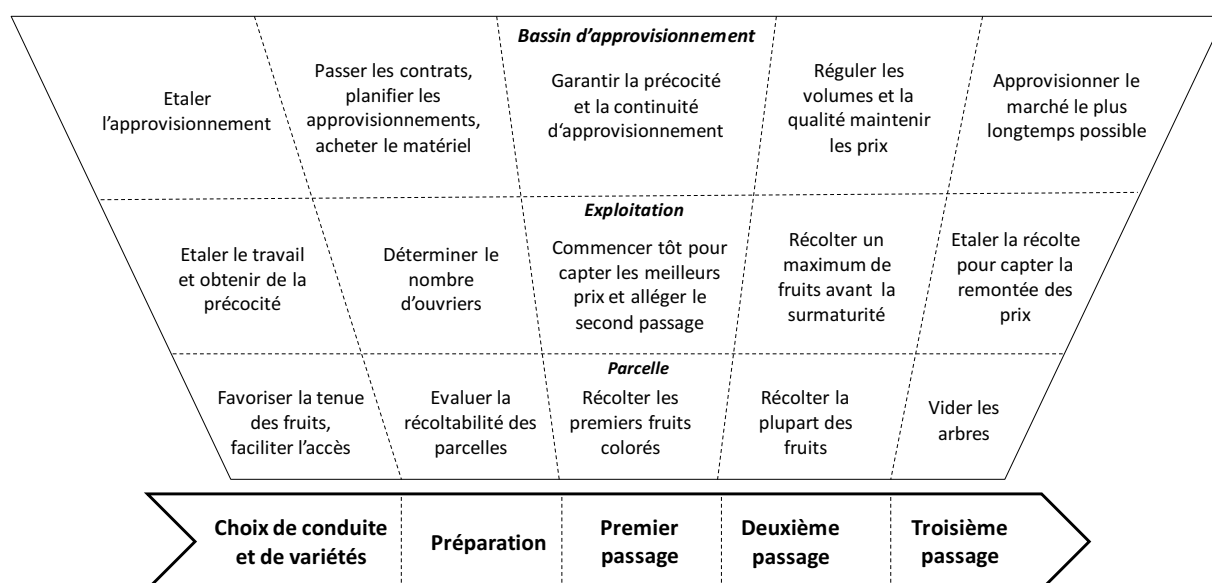 Bassin d’approvisionnement
Etaler
l’approvisionnement
Passer les contrats,
planifier les
approvisionnements,
acheter le matériel
Garantir la précocité
et la continuité
d‘approvisionnement
Réguler les
volumes et la
qualité maintenir
les prix
Approvisionner le
marché le plus
longtemps possible
Exploitation
Etaler le travail
et obtenir de la
précocité
Déterminer le
nombre
d’ouvriers
Commencer tôt pour
capter les meilleurs
prix et alléger le
second passage
Récolter un
maximum de
fruits avant la
surmaturité
Etaler la récolte
pour capter la
remontée des
prix
Parcelle
Favoriser la tenue
des fruits,
faciliter l’accès
Evaluer la
récoltabilité des
parcelles
Récolter les
premiers fruits
colorés
Récolter la
plupart des
fruits
Vider les
arbres
Choix de conduite
et de variétés
Préparation
Premier
passage
Deuxième
passage
Troisième
passage